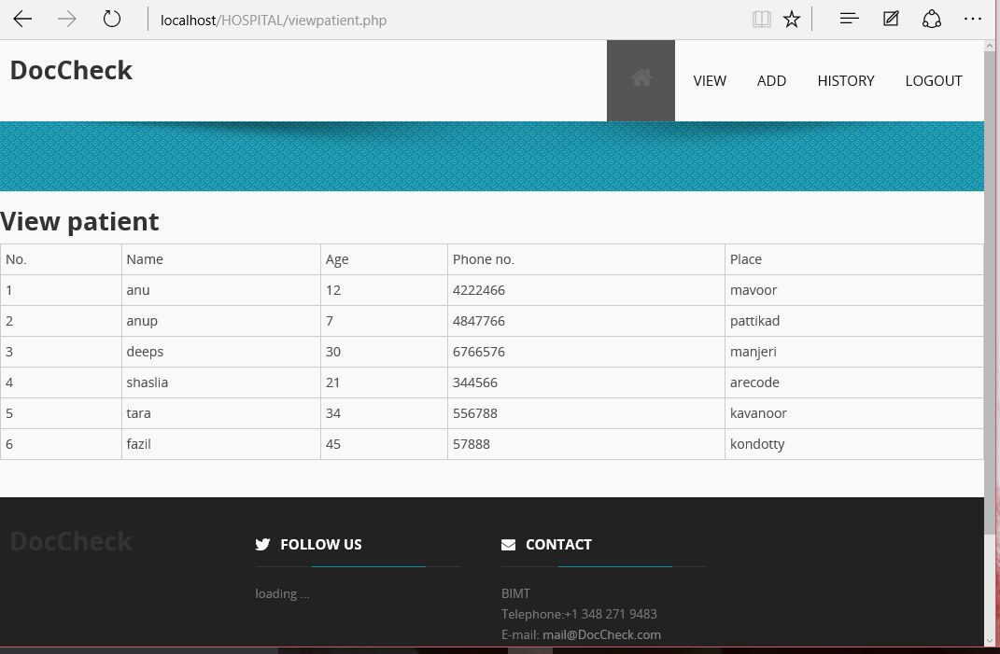 localhost/HOSPITAL/viewpatient.php
DocCheck
VIEW ADD HISTORY LOGOUT
View patient
No. Name Age Phone no. Place
1 anu 12 4222466 mavoor
2 anup 7 4847766 pattikad
3 deeps 30 6766576 manjeri
4 shaslia 21 344566 arecode
5 tara 34 556788 kavanoor
6 fazil 45 57888 kondotty
DocCheck
FOLLOW US
loading ...
CONTACT
BIMT
Telephone:+1 348 271 9483
E-mail: mail@DocCheck.com